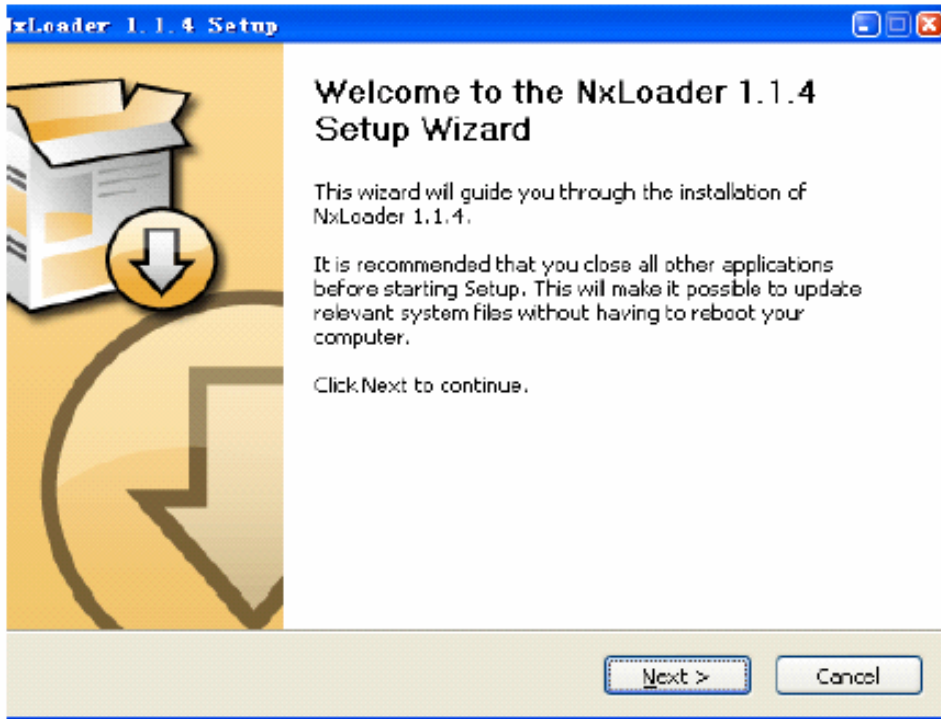 NxLoader 1.1.4 Setup
Welcome to the NxLoader 1.1.4
Setup Wizard
This wizard will guide you through the installation of
NxLoader 1.1.4.
It is recommended that you close all other applications
before starting Setup. This will make it possible to update
relevant system files without having to reboot your
computer.
Click Next to continue.
Next >
Cancel